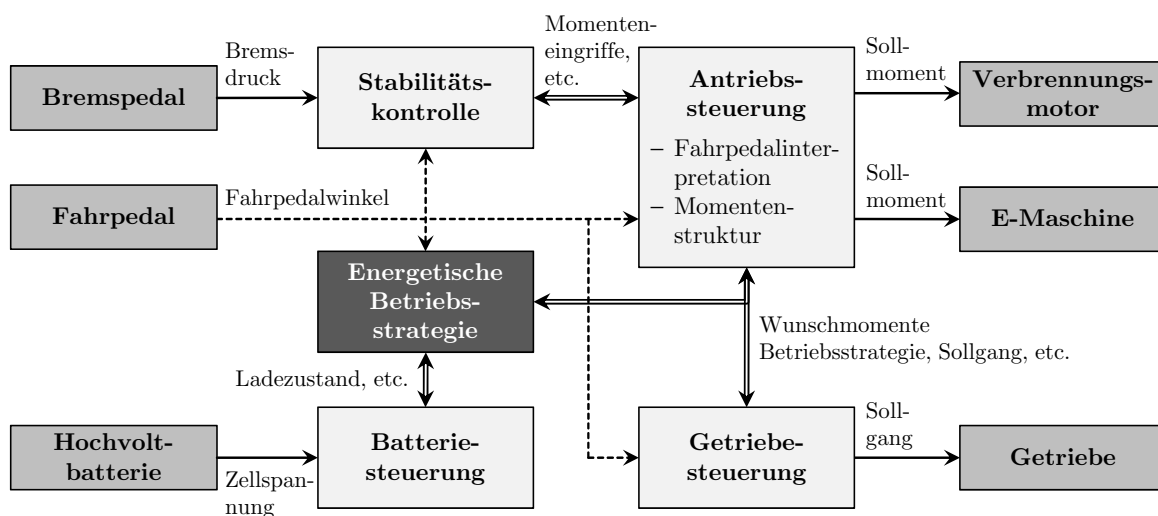 Bremspedal
Brems-
druck
Stabilitäts-
kontrolle
Momenten-
eingriffe,
etc.
Antriebs-
steuerung
– Fahrpedalinter-
pretation
– Momenten-
struktur
Soll-
moment
Verbrennungs-
motor
Fahrpedal
Fahrpedalwinkel
Soll-
moment
E-Maschine
Energetische
Betriebs-
strategie
Wunschmomente
Betriebsstrategie, Sollgang, etc.
Ladezustand, etc.
Hochvolt-
batterie
Zellspan-
nung
Batterie-
steuerung
Getriebe-
steuerung
Soll-
gang
Getriebe